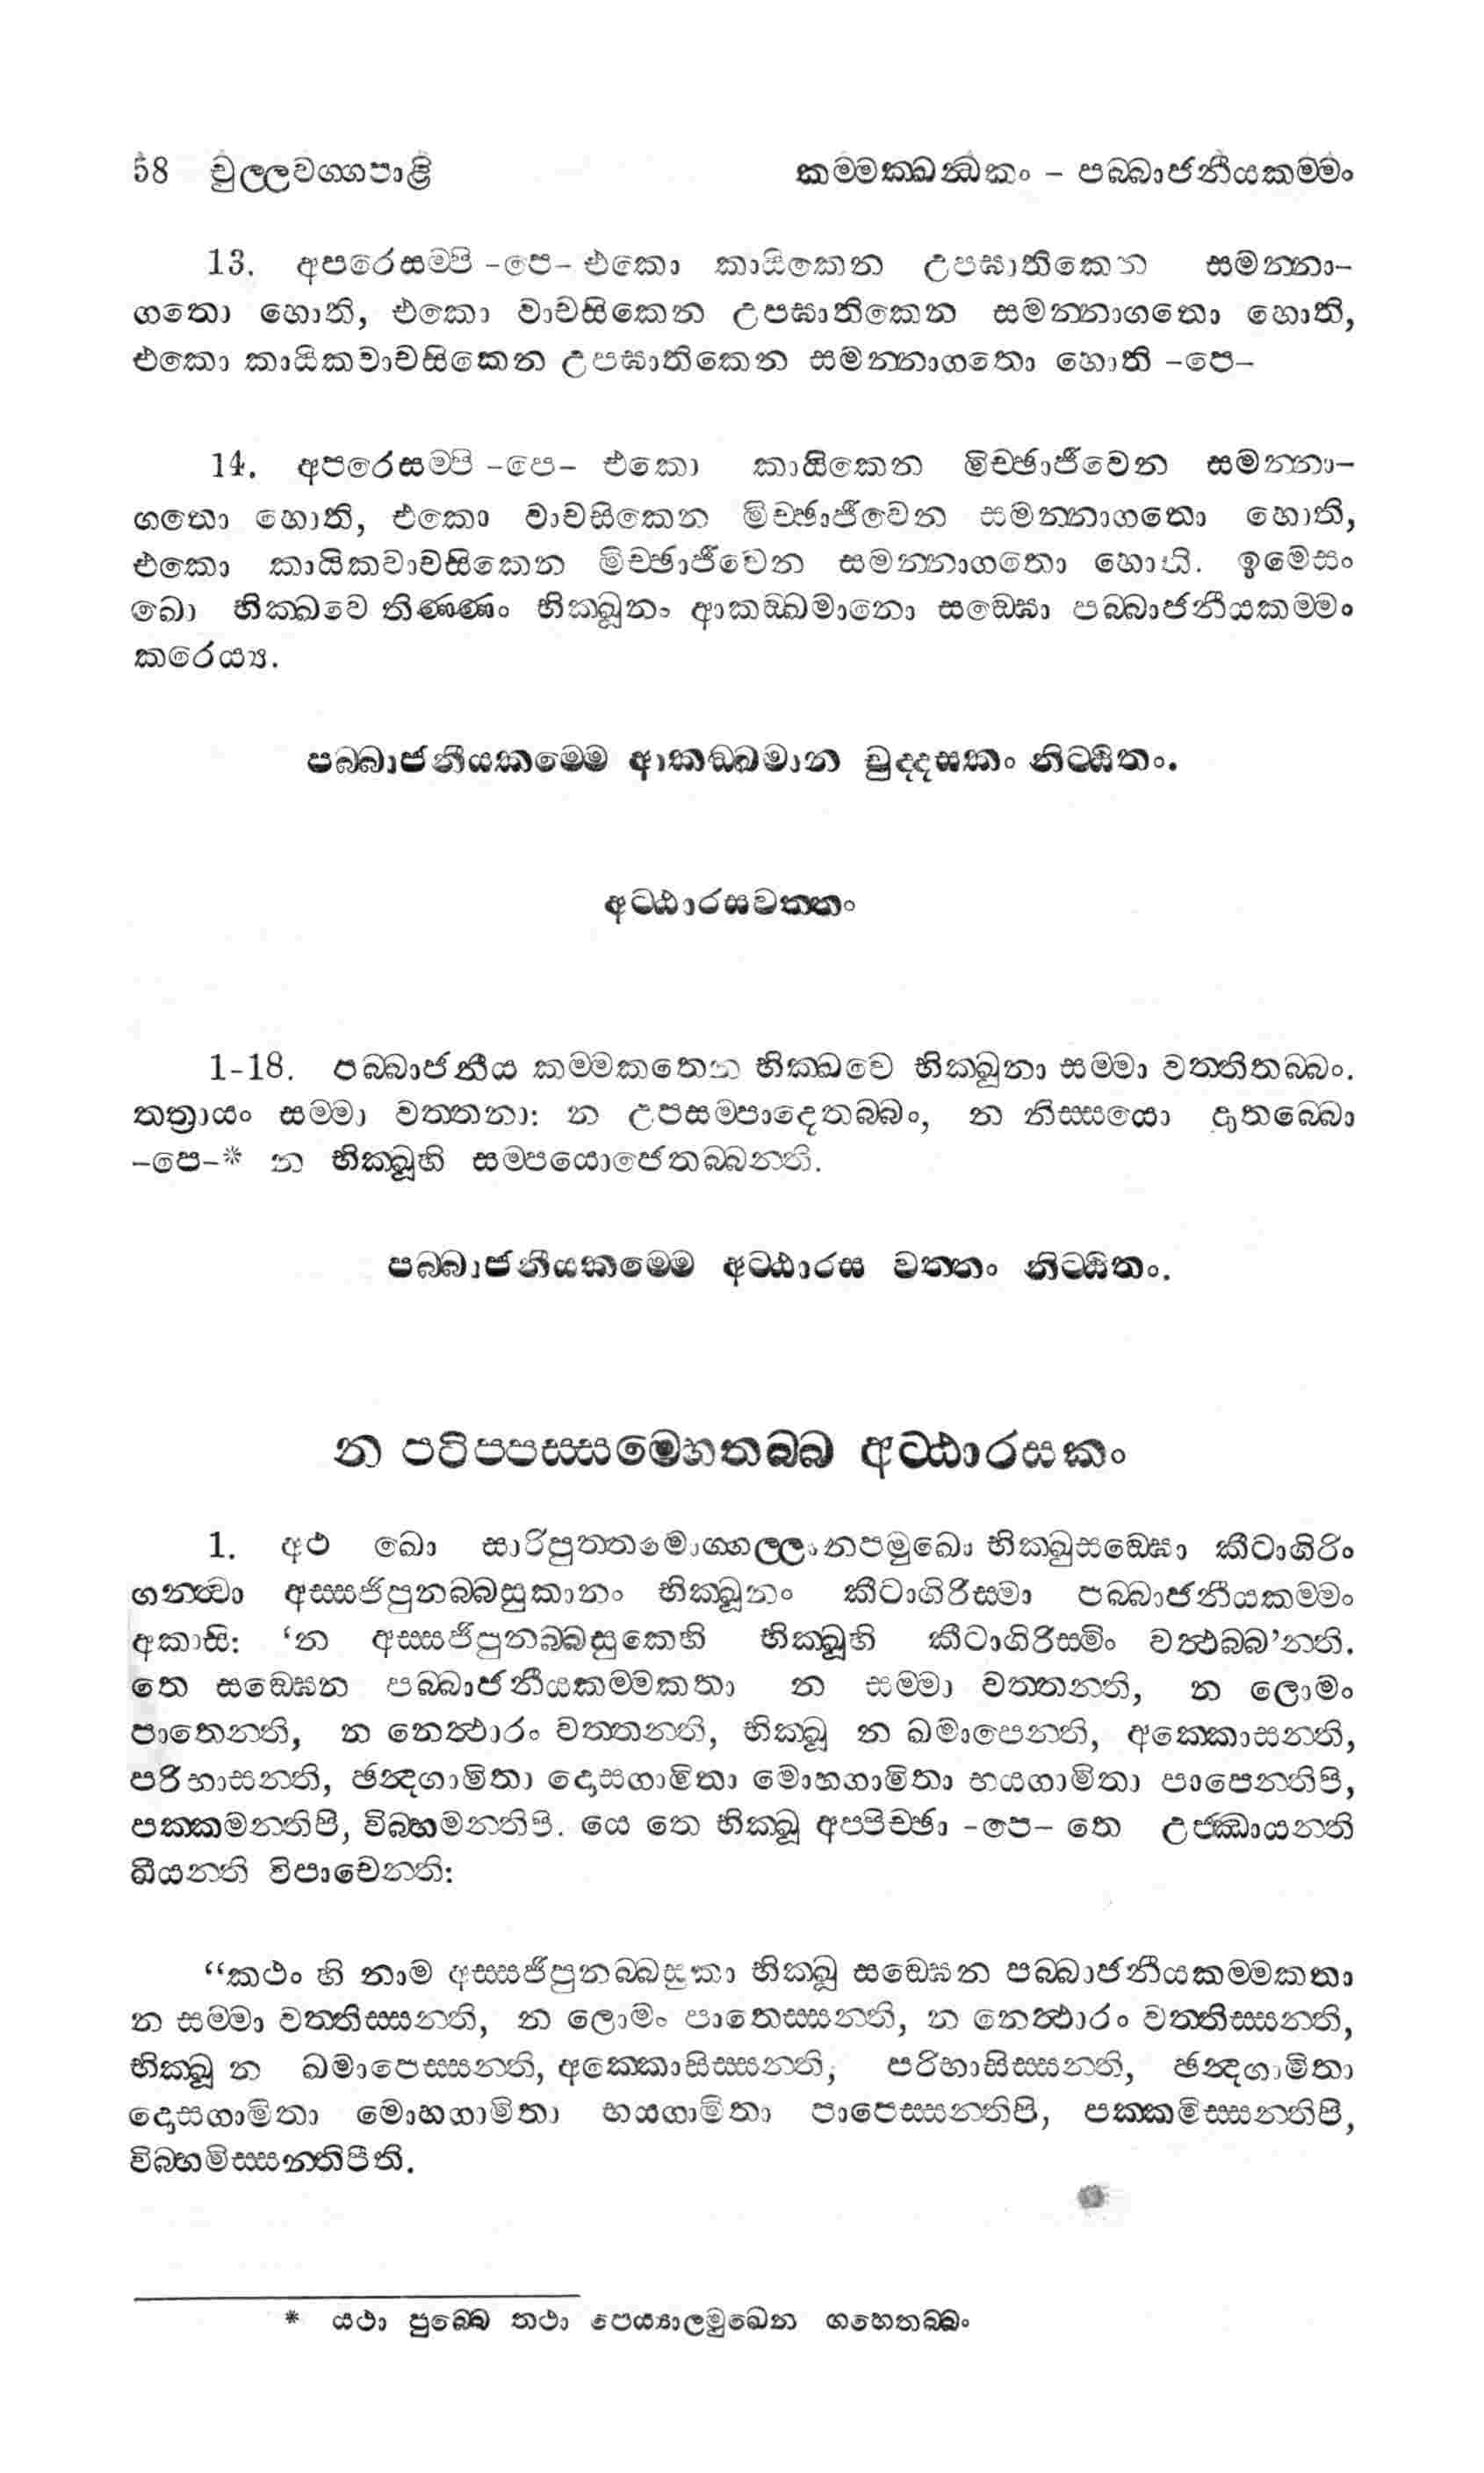 58 චුල්ලවග්ගපාළි කම්මක්ඛන්ධකං – පබ්බාජනීයකම්මං
13. අපරෙසම්පි -පෙ- එකො කායිකෙන උපඝාතිකෙන සමන්නා-
ගතො හොති, එකො වාචසිකෙන උපඝාතිකෙන සමන්නාගතො හොති,
එකො කායිකවාචසිකෙන උපඝාතිකෙන සමන්නාගතො හොති -පෙ-
14. අපරෙසම්පි -පෙ- එකො කායිකෙන මිච්ඡාජීවෙන සමන්නා-
ගතො හොති, එකො වාචසිකෙන මිච්ඡාජීවෙන සමන්නාගතො හොති,
එකො කායිකවාචසිකෙන මිච්ඡාජීවෙන සමන්නාගතො හොති. ඉමෙසං
ඛො භික්ඛවෙ තිණ්ණං භික්ඛූනං ආකඞ්ඛමානො සඞ්ඝො පබ්බාජනීයකම්මං
කරෙය්‍ය.
පබ්බාජනීයකම්මෙ ආකඞ්ඛමාන චුද්දසකං නිට්ඨිතං.
අට්ඨාරසවත්තං
1-18. පබ්බාජනීය කම්මකතෙන භික්ඛවෙ භික්ඛුනා සම්මා වත්තිතබ්බං.
තත්‍රායං සම්මා වත්තනා: න උපසම්පාදෙතබ්බං, න නිස්සයො දාතබ්බො
-පෙ-* න භික්ඛූහි සම්පයොජෙතබ්බන්ති.
පබ්බාජනීයකම්මෙ අට්ඨාරස වත්තං නිට්ඨිතං.
න පටිප්පස්සම්හෙතබ්බ අට්ඨාරසකං
1. අථ ඛො සාරිපුත්තමොග්ගල්ලානපමුඛො භික්ඛුසඞ්ඝො කීටාගිරිං
ගන්ත්‍වා අස්සජිපුනබ්බසුකානං භික්ඛූනං කීටාගිරිස්මා පබ්බාජනීයකම්මං
අකාසි: ‘න අස්සජිපුනබ්බසුකෙහි භික්ඛූහි කීටාගිරිස්මිං වත්ථබ්බ’න්ති.
තෙ සඞ්ඝෙන පබ්බාජනීයකම්මකතා න සම්මා වත්තන්ති, න ලොමං
පාතෙන්ති, න නෙත්ථාරං වත්තන්ති, භික්ඛූ න ඛමාපෙන්ති, අක්කොසන්ති,
පරිභාසන්ති, ඡන්දගාමිතා දොසගාමිතා මොහගාමිතා භයගාමිතා පාපෙන්තිපි,
පක්කමන්තිපි, විබ්භමන්තිපි. යෙ තෙ භික්ඛූ අප්පිච්ඡා -පෙ- තෙ උජ්ඣායන්ති
ඛීයන්ති විපාචෙන්ති:
“කථං හි නාම අස්සජිපුනබ්බසුකා භික්ඛූ සඞ්ඝෙන පබ්බාජනීයකම්මකතා
න සම්මා වත්තිස්සන්ති, න ලොමං පාතෙස්සන්ති, න නෙත්ථාරං වත්තිස්සන්ති,
භික්ඛූ න ඛමාපෙස්සන්ති, අක්කොසිස්සන්ති, පරිභාසිස්සන්ති, ඡන්දගාමිතා
දොසගාමිතා මොහගාමිතා භයගාමිතා පාපෙස්සන්තිපි, පක්කමිස්සන්තිපි,
විබ්භමිස්සන්තිපීති.
* යථා පුබ්බෙ තථා පෙය්‍යාලමුඛෙන ගහෙතබ්බං